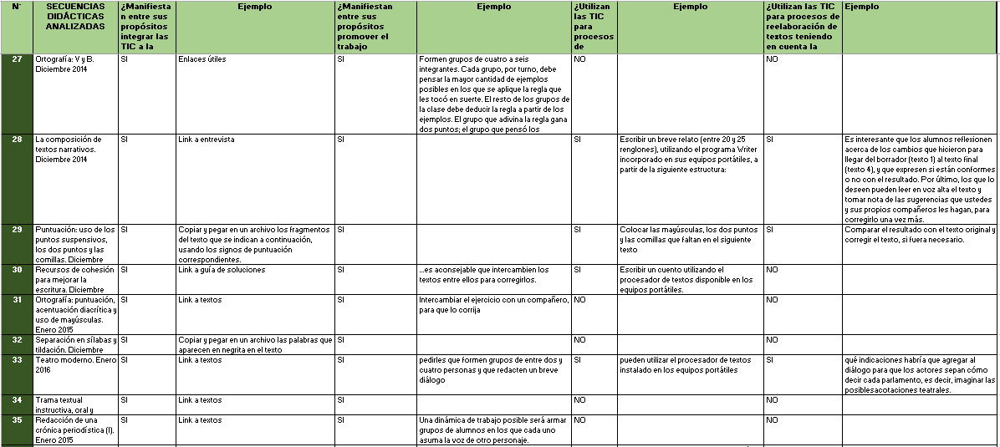 N°
SECUENCIAS
DIDÁCTICAS
ANALIZADAS
¿Manifiesta
n entre sus
propósitos
integrar las
TIC a la
Ejemplo
¿Manifiestan
entre sus
propósitos
promover el
trabajo
Ejemplo
¿Utilizan
las TIC
para
procesos
de
Ejemplo
¿Utilizan las TIC
para procesos de
reelaboración de
textos teniendo
en cuenta la
Ejemplo
27
Ortografía: V y B.
Diciembre 2014
SI
Enlaces útiles
SI
Formen grupos de cuatro a seis
integrantes. Cada grupo, por turno, debe
pensar la mayor cantidad de ejemplos
posibles en los que se aplique la regla que
les tocó en suerte. El resto de los grupos de
la clase debe deducir la regla a partir de los
ejemplos. El grupo que adivina la regla gana
dos puntos; el grupo que pensó los
NO
NO
28
La composición de
textos narrativos.
Diciembre 2014
SI
Link a entrevista
SI
SI
Escribir un breve relato (entre 20 y 25
renglones), utilizando el programa Writer
incorporado en sus equipos portátiles, a
partir de la siguiente estructura:
SI
Es interesante que los alumnos reflexionen
acerca de los cambios que hicieron para
llegar del borrador (texto 1) al texto final
(texto 4), y que expresen si están conformes
o no con el resultado. Por último, los que lo
deseen pueden leer en voz alta el texto y
tomar nota de las sugerencias que ustedes
y sus propios compañeros les hagan, para
corregirlo una vez más.
29
Puntuación: uso de los
puntos suspensivos,
los dos puntos y las
comillas. Diciembre
SI
Copiar y pegar en un archivo los fragmentos
del texto que se indican a continuación,
usando los signos de puntuación
correspondientes.
SI
SI
Colocar las mayúsculas, los dos puntos
y las comillas que faltan en el siguiente
texto
SI
Comparar el resultado con el texto original y
corregir el texto, si fuera necesario.
30
Recursos de cohesión
para mejorar la
escritura. Diciembre
SI
Link a guía de soluciones
SI
...es aconsejable que intercambien los
textos entre ellos para corregirlos.
SI
Escribir un cuento utilizando el
procesador de textos disponible en los
equipos portátiles.
NO
31
Ortografía: puntuación,
acentuación diacrítica y
uso de mayúsculas.
Enero 2015
SI
Link a textos
SI
Intercambiar el ejercicio con un compañero,
para que lo corrija
NO
NO
32
Separación en sílabas y
tildación. Diciembre
SI
Copiar y pegar en un archivo las palabras que
aparecen en negrita en el texto
SI
NO
NO
33
Teatro moderno. Enero
2016
SI
Link a textos
SI
pedirles que formen grupos de entre dos y
cuatro personas y que redacten un breve
diálogo
SI
pueden utilizar el procesador de textos
instalado en los equipos portátiles
SI
qué indicaciones habría que agregar al
diálogo para que los actores sepan cómo
decir cada parlamento, es decir, imaginar las
posiblesacotaciones teatrales.
34
Trama textual
instructiva, oral y
SI
Link a textos
SI
NO
NO
35
Redacción de una
crónica periodística (I).
Enero 2015
SI
Link a textos
SI
Una dinámica de trabajo posible será armar
grupos de alumnos en los que cada uno
asuma la voz de otro personaje.
NO
NO